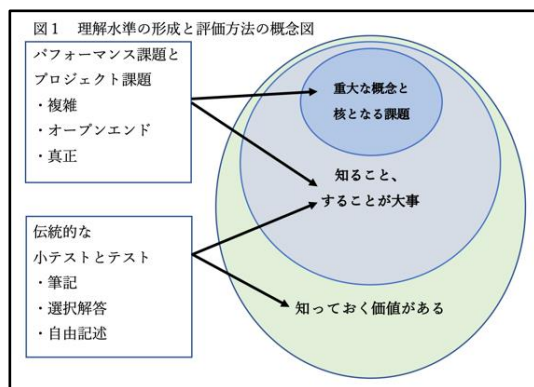 図１　理解水準の形成と評価方法の概念図
パフォーマンス課題と
プロジェクト課題
・複雑
・オープンエンド
・真正
伝統的な
小テストとテスト
・筆記
・選択解答
・自由記述
重大な概念と
核となる課題
知ること、
することが大事
知っておく価値がある